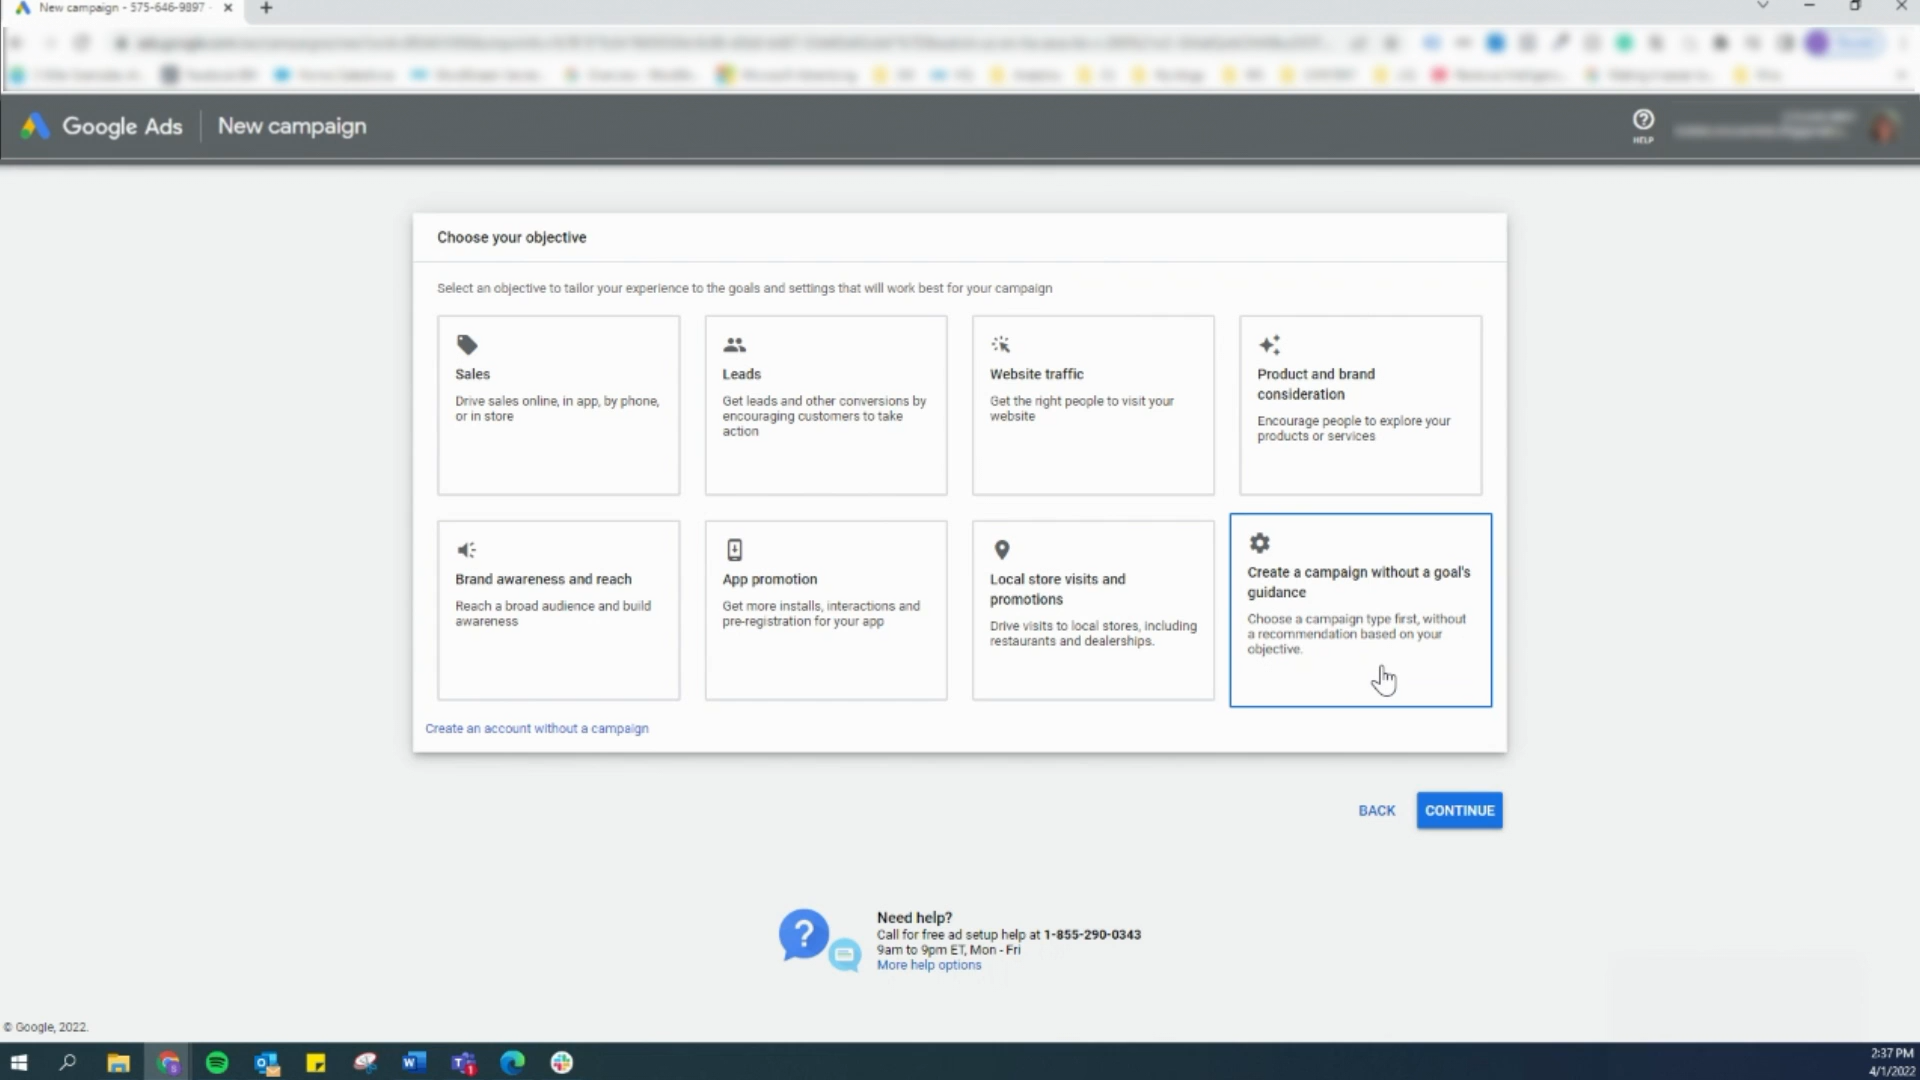 New campaign - 575-646-9897 -
Google Ads
New campaign
HELP
Choose your objective
Select an objective to tailor your experience to the goals and settings that will work best for your campaign
Sales
Drive sales online, in app, by phone,
or in store
Leads
Get leads and other conversions by
encouraging customers to take
action
Website traffic
Get the right people to visit your
website
Product and brand
consideration
Encourage people to explore your
products or services
Brand awareness and reach
Reach a broad audience and build
awareness
App promotion
Get more installs, interactions and
pre-registration for your app
Local store visits and
promotions
Drive visits to local stores, including
restaurants and dealerships.
Create a campaign without a goal's
guidance
Choose a campaign type first, without
a recommendation based on your
objective.
Create an account without a campaign
BACK
CONTINUE
Need help?
Call for free ad setup help at 1-855-290-0343
9am to 9pm ET, Mon - Fri
More help options
© Google, 2022.
2:37 PM
4/1/2022